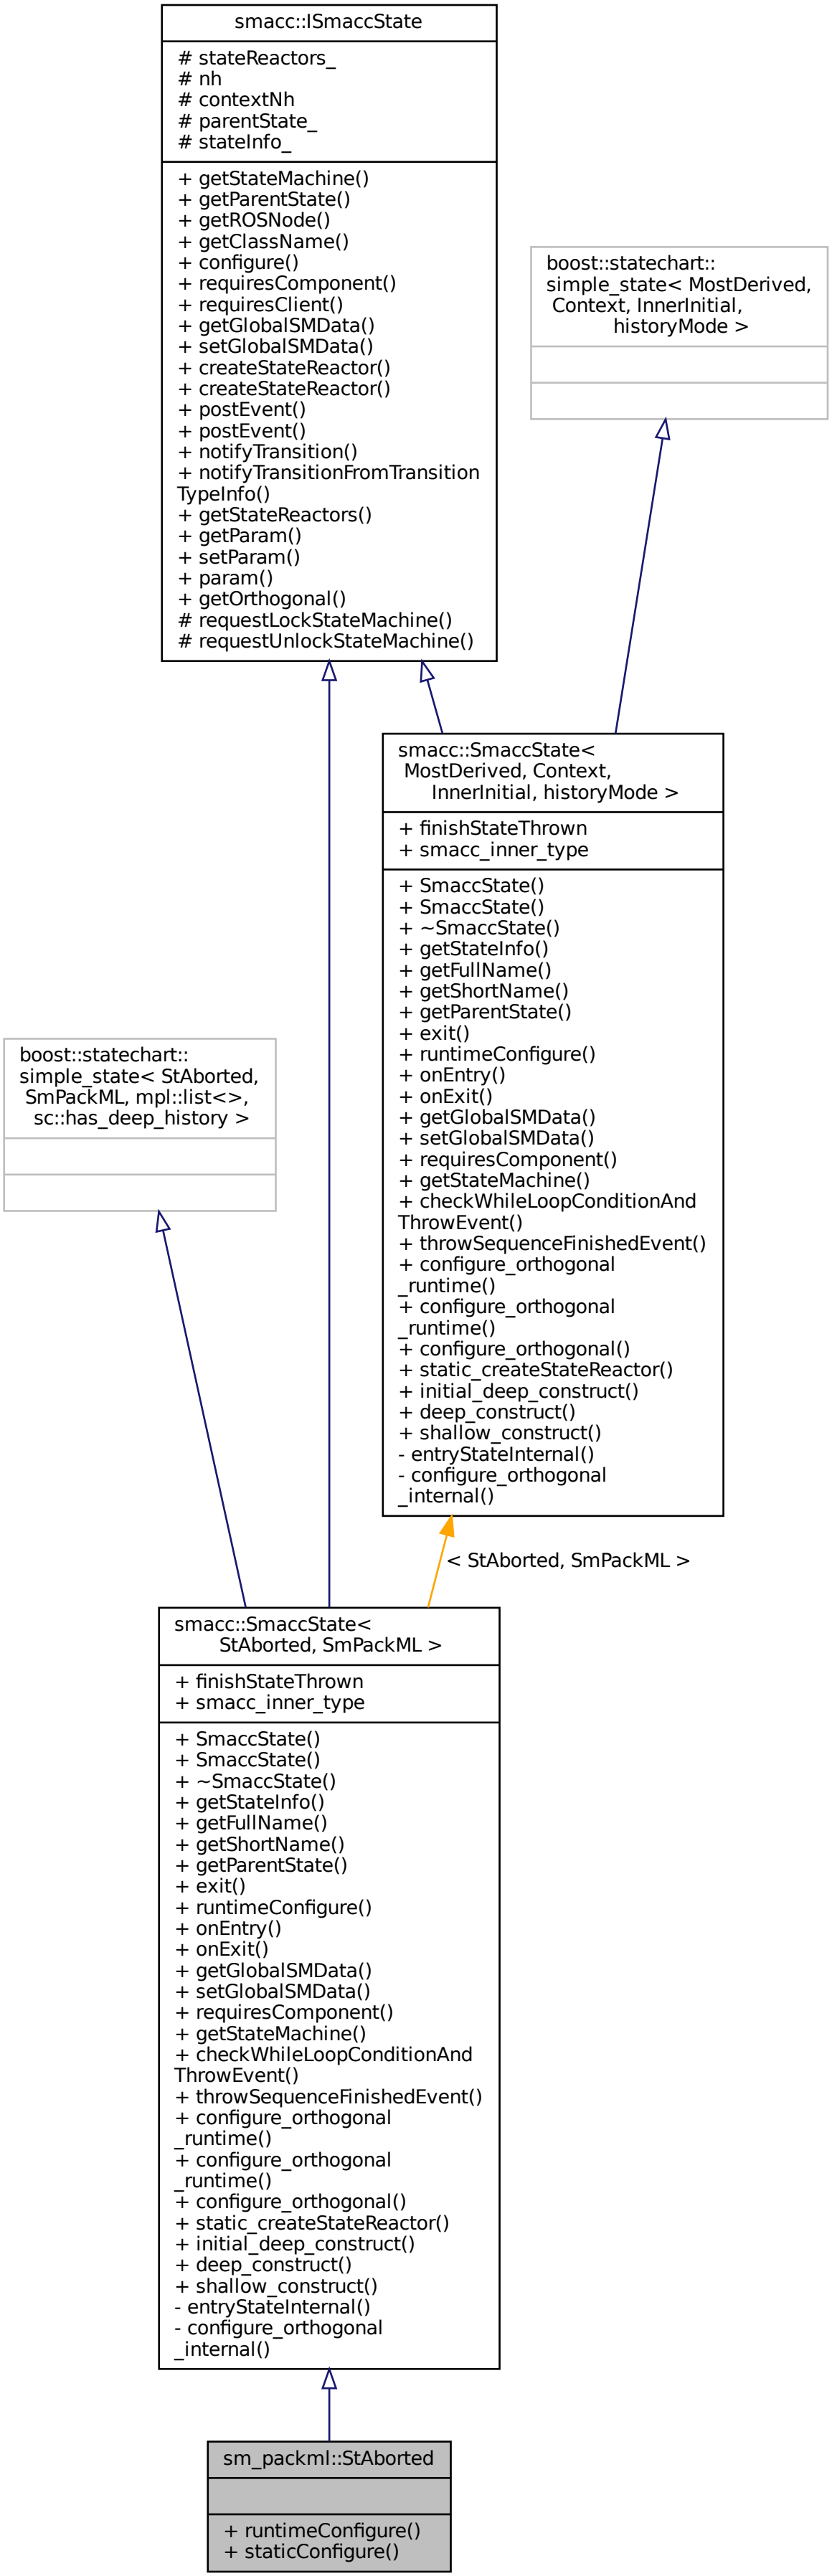 smacc::ISmaccState
# stateReactors_
# nh
# contextNh
# parentState_
# stateInfo_
+ getStateMachine()
+ getParentState()
+ getROSNode()
+ getClassName()
+ configure()
+ requiresComponent()
+ requiresClient()
+ getGlobalSMData()
+ setGlobalSMData()
+ createStateReactor()
+ createStateReactor()
+ postEvent()
+ postEvent()
+ notifyTransition()
+ notifyTransitionFromTransition
TypeInfo()
+ getStateReactors()
+ getParam()
+ setParam()
+ param()
+ getOrthogonal()
# requestLockStateMachine()
# requestUnlockStateMachine()
boost::statechart::
simple_state< MostDerived,
Context, InnerInitial,
historyMode >
smacc::SmaccState<
MostDerived, Context,
InnerInitial, historyMode >
+ finishStateThrown
+ smacc_inner_type
+ SmaccState()
+ SmaccState()
+ ~SmaccState()
+ getStateInfo()
+ getFullName()
+ getShortName()
+ getParentState()
+ exit()
+ runtimeConfigure()
+ onEntry()
+ onExit()
+ getGlobalSMData()
+ setGlobalSMData()
+ requiresComponent()
+ getStateMachine()
+ checkWhileLoopConditionAnd
ThrowEvent()
+ throwSequenceFinishedEvent()
+ configure_orthogonal
_runtime()
+ configure_orthogonal
_runtime()
+ configure_orthogonal()
+ static_createStateReactor()
+ initial_deep_construct()
+ deep_construct()
+ shallow_construct()
- entryStateInternal()
- configure_orthogonal
_internal()
boost::statechart::
simple_state< StAborted,
SmPackML, mpl::list<>,
sc::has_deep_history >
< StAborted, SmPackML >
smacc::SmaccState<
StAborted, SmPackML >
+ finishStateThrown
+ smacc_inner_type
+ SmaccState()
+ SmaccState()
+ ~SmaccState()
+ getStateInfo()
+ getFullName()
+ getShortName()
+ getParentState()
+ exit()
+ runtimeConfigure()
+ onEntry()
+ onExit()
+ getGlobalSMData()
+ setGlobalSMData()
+ requiresComponent()
+ getStateMachine()
+ checkWhileLoopConditionAnd
ThrowEvent()
+ throwSequenceFinishedEvent()
+ configure_orthogonal
_runtime()
+ configure_orthogonal
_runtime()
+ configure_orthogonal()
+ static_createStateReactor()
+ initial_deep_construct()
+ deep_construct()
+ shallow_construct()
- entryStateInternal()
- configure_orthogonal
_internal()
sm_packml::StAborted
+ runtimeConfigure()
+ staticConfigure()